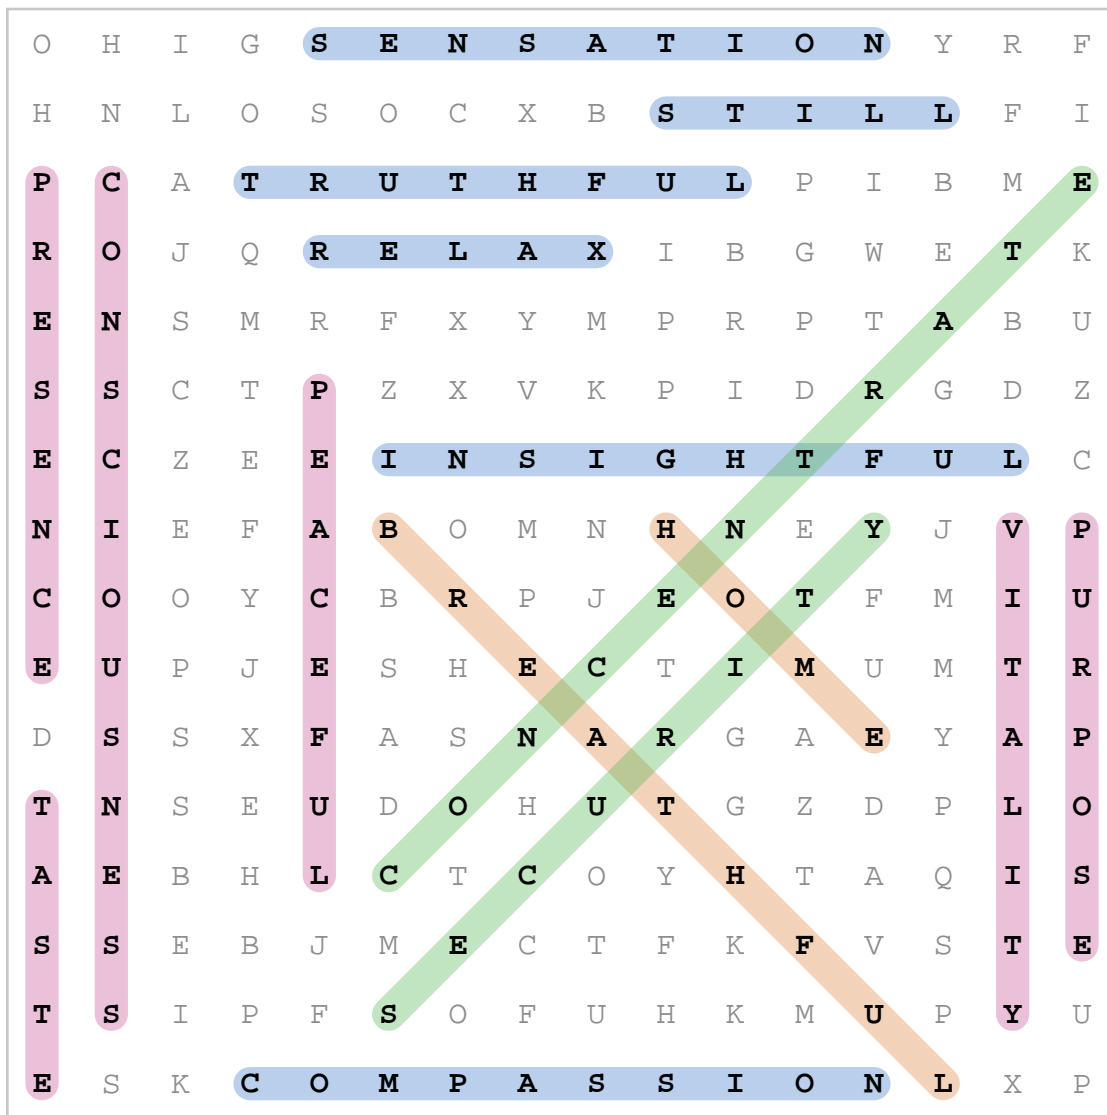 O H I G S E N S A T I O N Y R F
H N L O S O C X B S T I L L F I
P C A T R U T H F U L P I B M E
R O J Q R E L A X I B G W E T K
E N S M R F X Y M P R P T A B U
S S C T P Z X V K P I D R G D Z
E C Z E E I N S I G H T F U L C
N I E F A B O M N H N E Y J V P
C O O Y C B R P J E O T F M I U
E U P J E S H E C T I M U M T R
D S S X F A S N A R G A E Y A P
T N S E U D O H U T G Z D P L O
A E B H L C T C O Y H T A Q I S
S S E B J M E C T F K F V S T E
T S I P F S O F U H K M U P Y U
E S K C O M P A S S I O N L X P